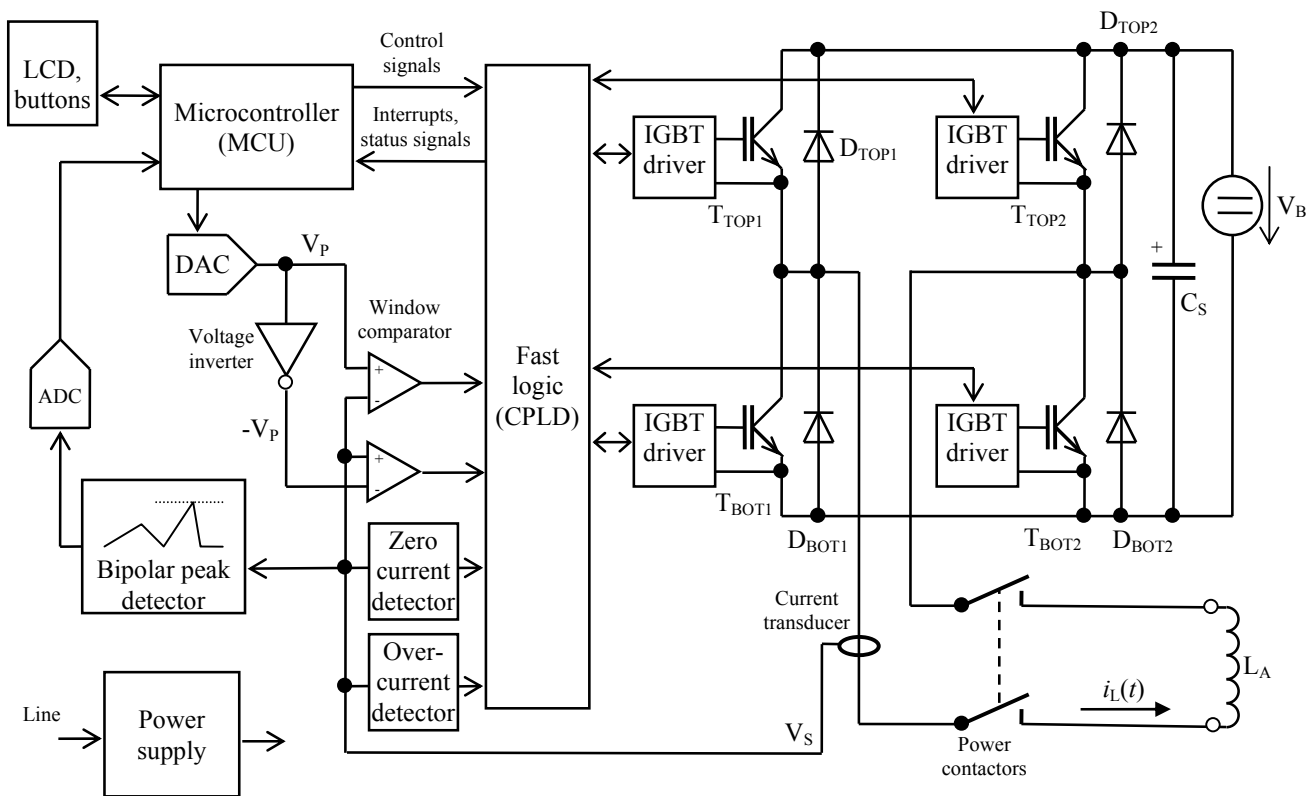 LCD,
buttons
Microcontroller
(MCU)
Control
signals
Interrupts,
status signals
DAC
V_P
Voltage
inverter
-V_P
Window
comparator
+
-
+
-
ADC
Bipolar peak
detector
Zero
current
detector
Over-
current
detector
Line
Power
supply
Fast
logic
(CPLD)
IGBT
driver
T_TOP1
D_TOP1
IGBT
driver
T_TOP2
D_TOP2
+
C_S
V_B
IGBT
driver
T_BOT1
D_BOT1
IGBT
driver
T_BOT2
D_BOT2
Current
transducer
V_S
Power
contactors
i_L(t)
L_A